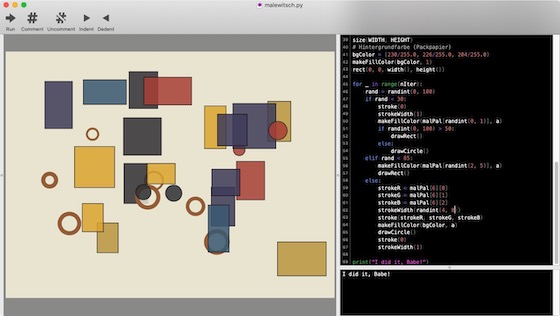 malewitsch.py
Run Comment Uncomment Indent Dedent
39 size(WIDTH, HEIGHT)
40 # Hintergrundfarbe (Packpapier)
41 bgColor = [230/255.0, 226/255.0, 204/255.0]
42 makeFillColor(bgColor, 1)
43 rect(0, 0, width(), height())
44
45 for _ in range(nIter):
46 rand = randint(0, 100)
47 if rand < 30:
48 stroke(0)
49 strokeWidth(1)
50 makeFillColor(malPal[randint(0, 1)], a)
51 if randint(0, 100) > 50:
52 drawRect()
53 else:
54 drawCircle()
55 elif rand < 85:
56 makeFillColor(malPal[randint(2, 5)], a)
57 drawRect()
58 else:
59 strokeR = malPal[6][0]
60 strokeG = malPal[6][1]
61 strokeB = malPal[6][2]
62 strokeWidth(randint(4, 8)
63 stroke(strokeR, strokeG, strokeB)
64 makeFillColor(bgColor, a)
65 drawCircle()
66 stroke(0)
67 strokeWidth(1)
68
69 print("I did it, Babe!")
I did it, Babe!